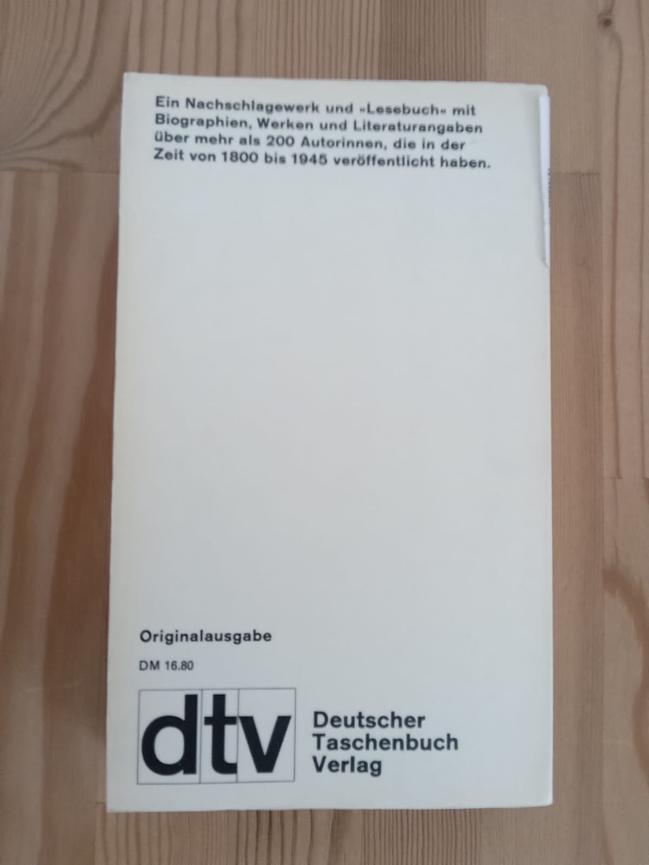 Ein Nachschlagewerk und »Lesebuch« mit
Biographien, Werken und Literaturangaben
über mehr als 200 Autorinnen, die in der
Zeit von 1800 bis 1945 veröffentlicht haben.
Originalausgabe
DM 16.80
dtv
Deutscher
Taschenbuch
Verlag